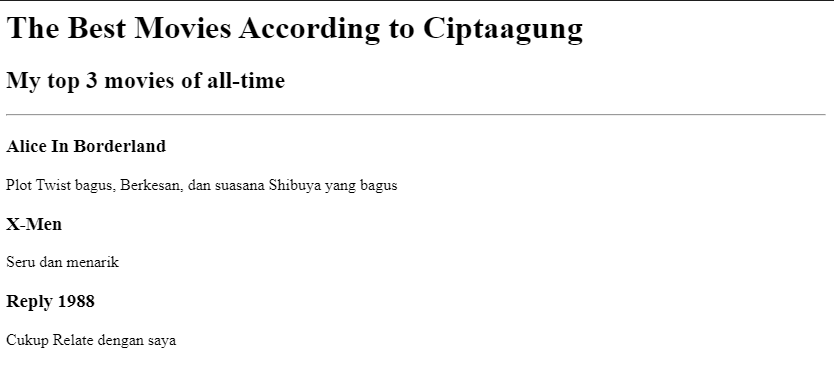 The Best Movies According to Ciptaagung
My top 3 movies of all-time
Alice In Borderland
Plot Twist bagus, Berkesan, dan suasana Shibuya yang bagus
X-Men
Seru dan menarik
Reply 1988
Cukup Relate dengan saya